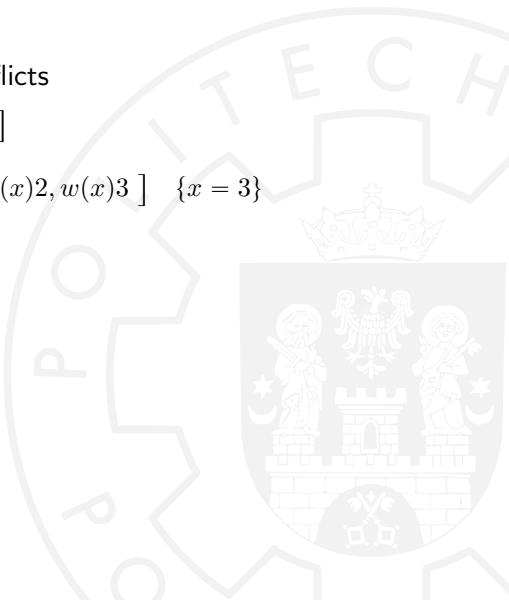 licts
]
(x)2, w(x)3 ] {x = 3}
P O L I T E C H
P O